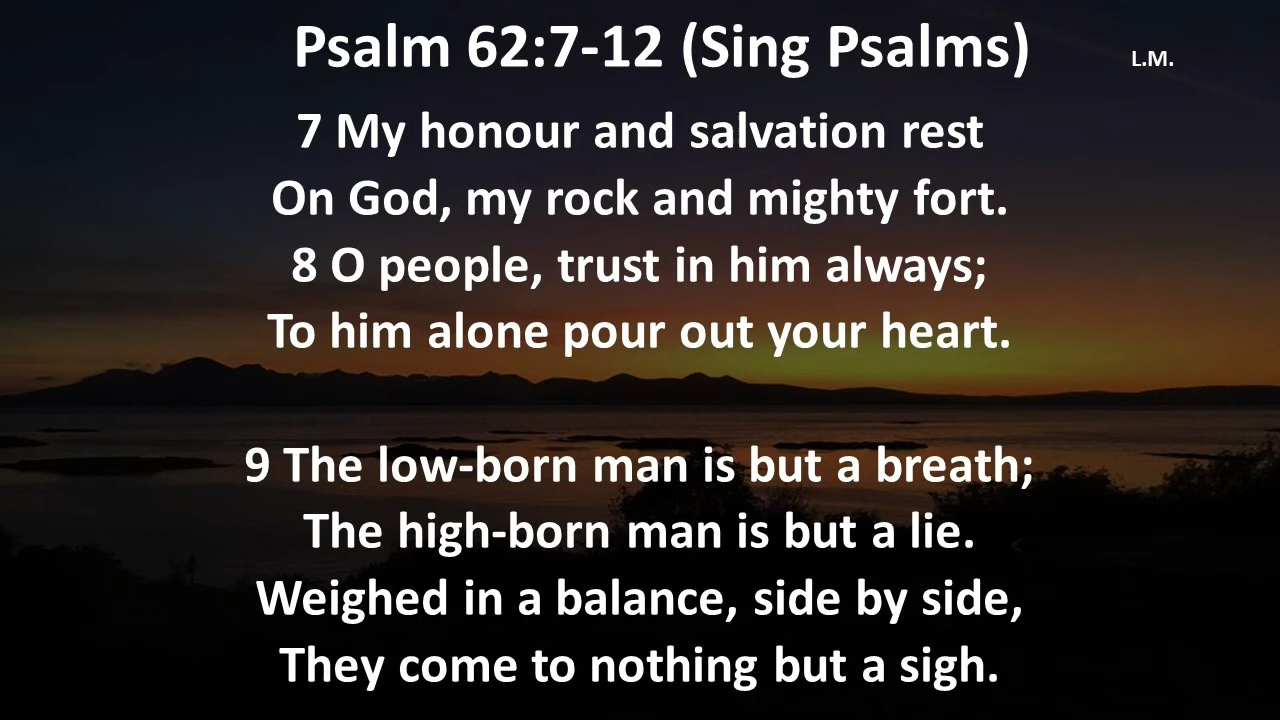 Psalm 62:7-12 (Sing Psalms) L.M.
7 My honour and salvation rest
On God, my rock and mighty fort.
8 O people, trust in him always;
To him alone pour out your heart.
9 The low-born man is but a breath;
The high-born man is but a lie.
Weighed in a balance, side by side,
They come to nothing but a sigh.